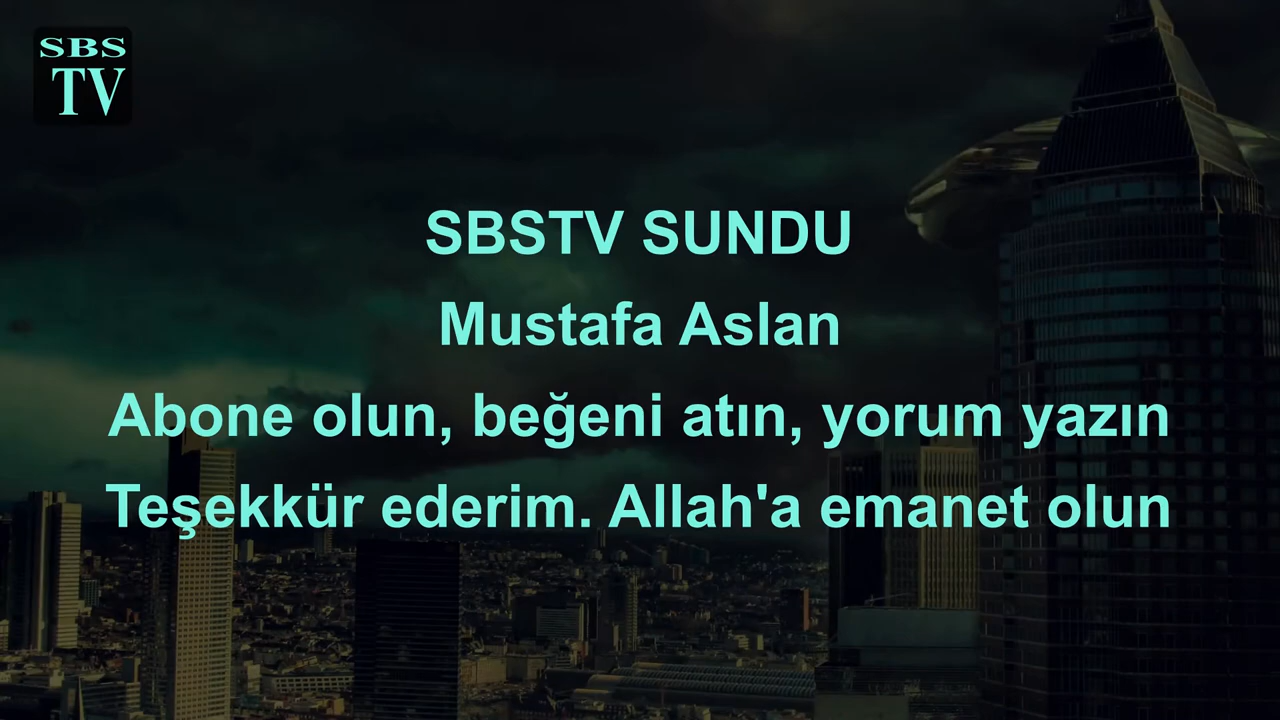 SBS
TV
SBSTV SUNDU
Mustafa Aslan
Abone olun, beğeni atın, yorum yazın
Teşekkür ederim. Allah'a emanet olun